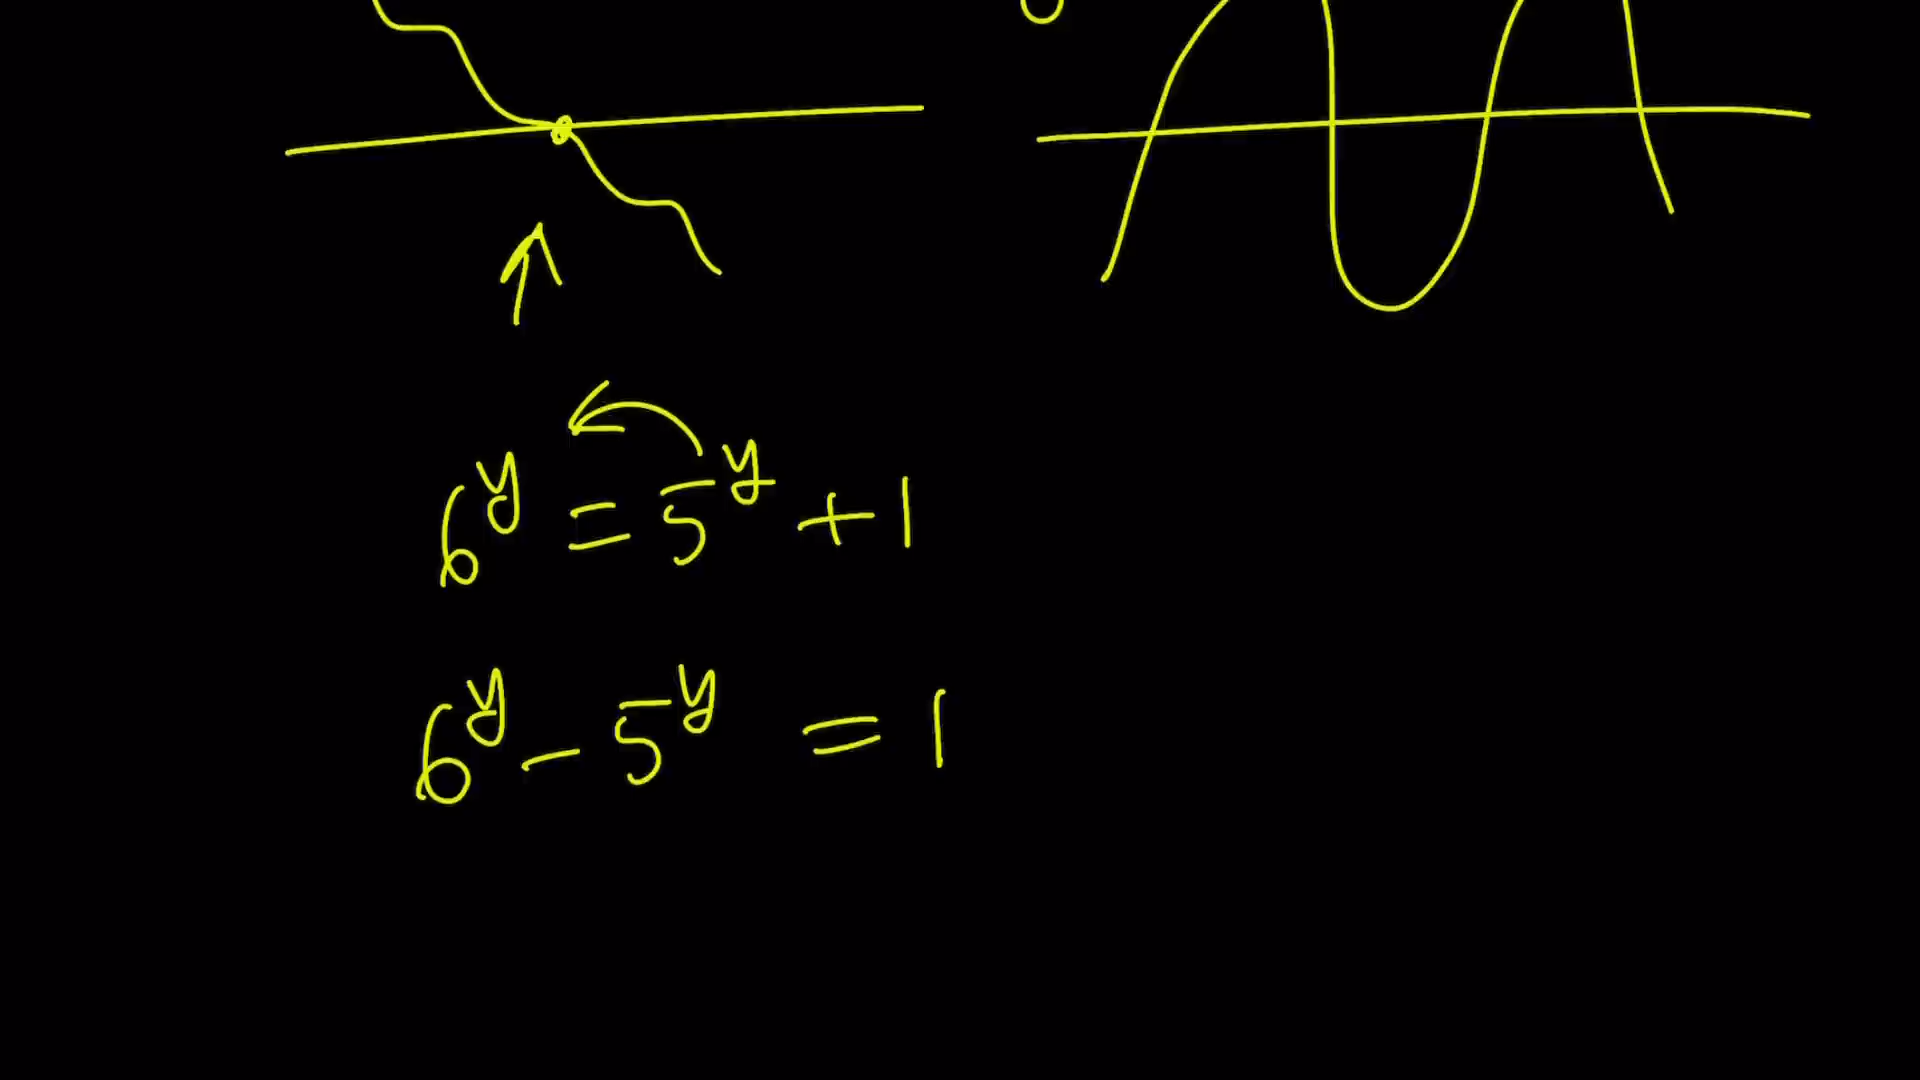 6^y = 5^y + 1
6^y - 5^y = 1